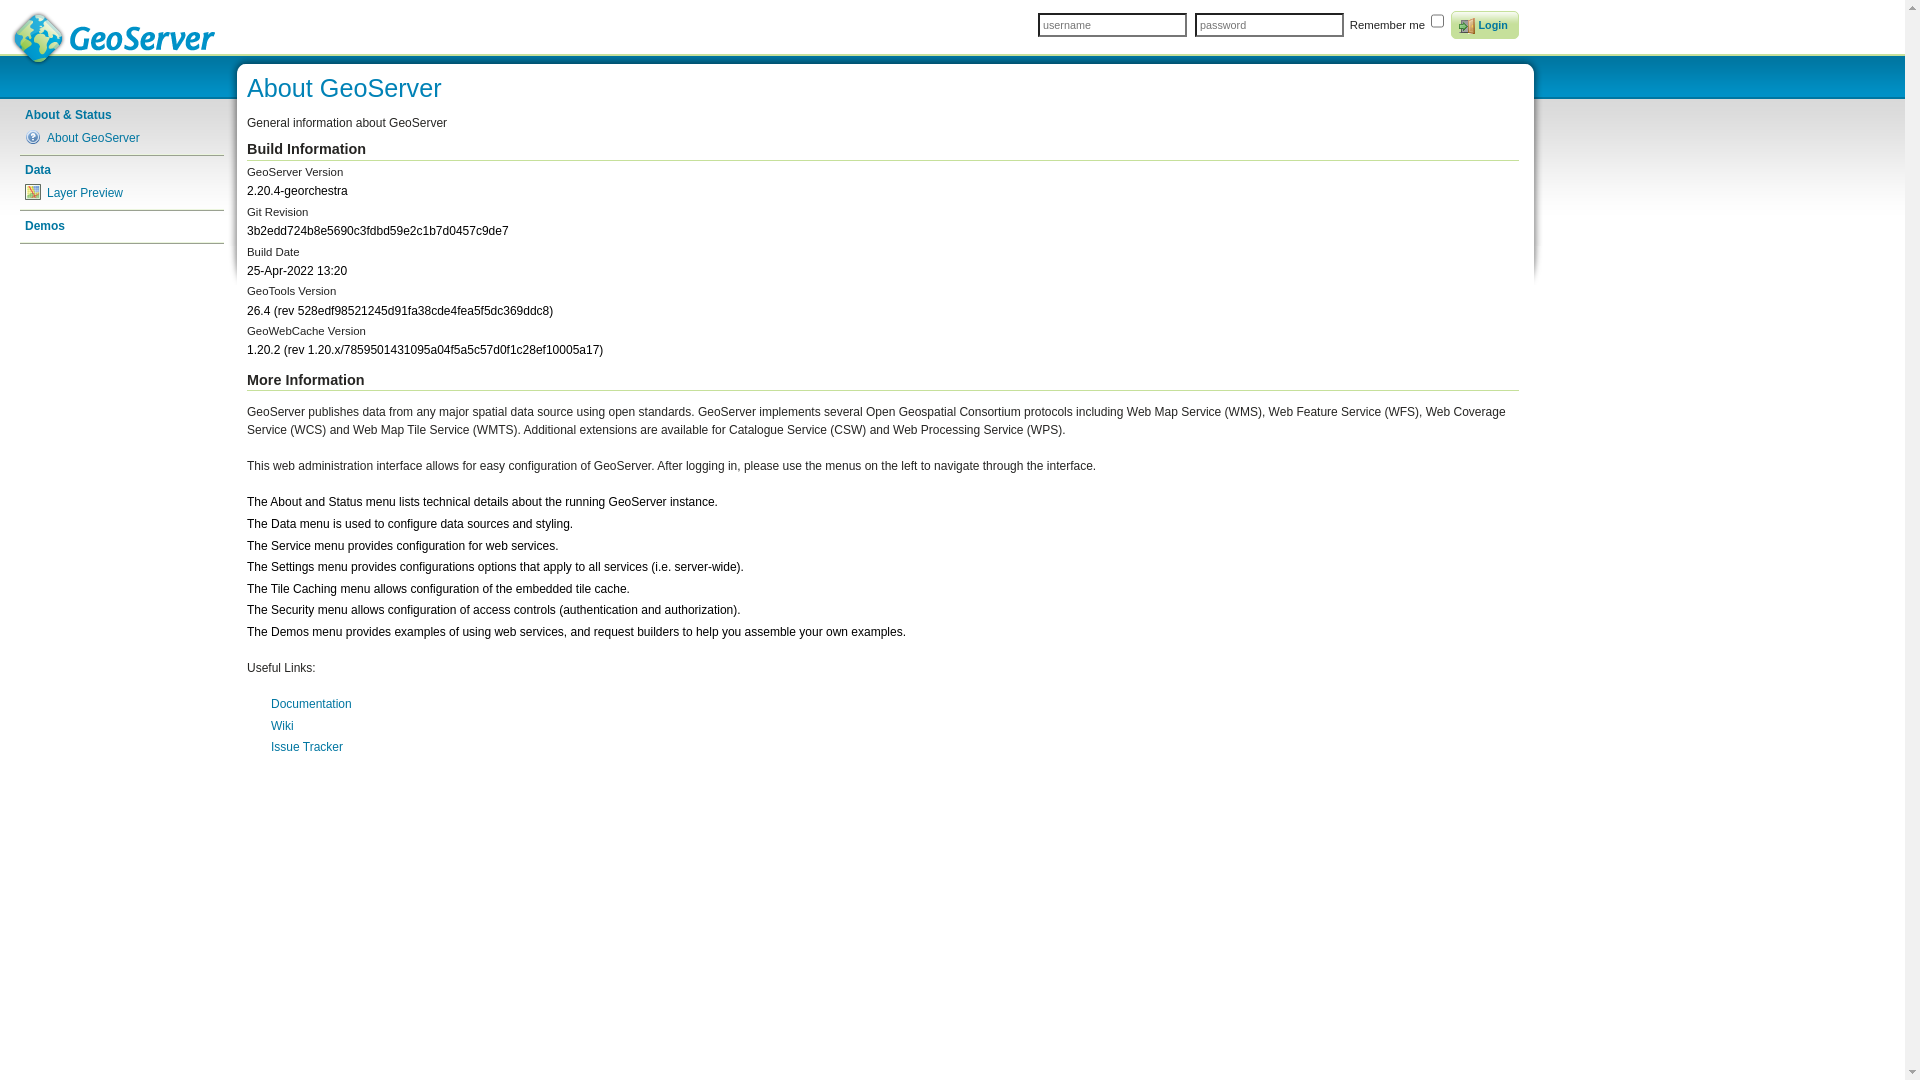 GeoServer
username password Remember me Login
About & Status
About GeoServer
Data
Layer Preview
Demos
About GeoServer
General information about GeoServer
Build Information
GeoServer Version
2.20.4-georchestra
Git Revision
3b2edd724b8e5690c3fdbd59e2c1b7d0457c9de7
Build Date
25-Apr-2022 13:20
GeoTools Version
26.4 (rev 528edf98521245d91fa38cde4fea5f5dc369ddc8)
GeoWebCache Version
1.20.2 (rev 1.20.x/7859501431095a04f5a5c57d0f1c28ef10005a17)
More Information
GeoServer publishes data from any major spatial data source using open standards. GeoServer implements several Open Geospatial Consortium protocols including Web Map Service (WMS), Web Feature Service (WFS), Web Coverage
Service (WCS) and Web Map Tile Service (WMTS). Additional extensions are available for Catalogue Service (CSW) and Web Processing Service (WPS).
This web administration interface allows for easy configuration of GeoServer. After logging in, please use the menus on the left to navigate through the interface.
The About and Status menu lists technical details about the running GeoServer instance.
The Data menu is used to configure data sources and styling.
The Service menu provides configuration for web services.
The Settings menu provides configurations options that apply to all services (i.e. server-wide).
The Tile Caching menu allows configuration of the embedded tile cache.
The Security menu allows configuration of access controls (authentication and authorization).
The Demos menu provides examples of using web services, and request builders to help you assemble your own examples.
Useful Links:
Documentation
Wiki
Issue Tracker